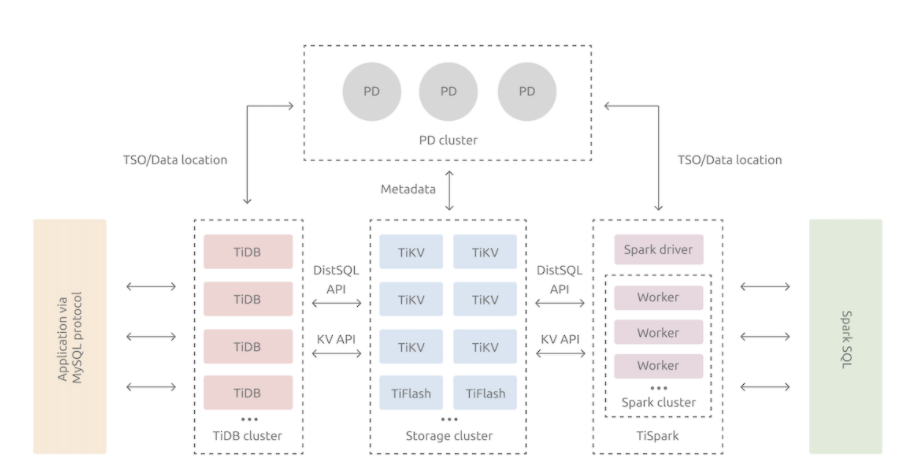 PD
PD
PD
PD cluster
TSO/Data location
TSO/Data location
Metadata
Application via
MySQL protocol
TiDB
TiDB
TiDB
TiDB
•••
TiDB cluster
DistSQL
API
KV API
TiKV
TiKV
TiKV
TiKV
TiKV
TiKV
TiFlash
TiFlash
•••
Storage cluster
DistSQL
API
KV API
Spark driver
Worker
Worker
Worker
•••
Spark cluster
TiSpark
Spark SQL